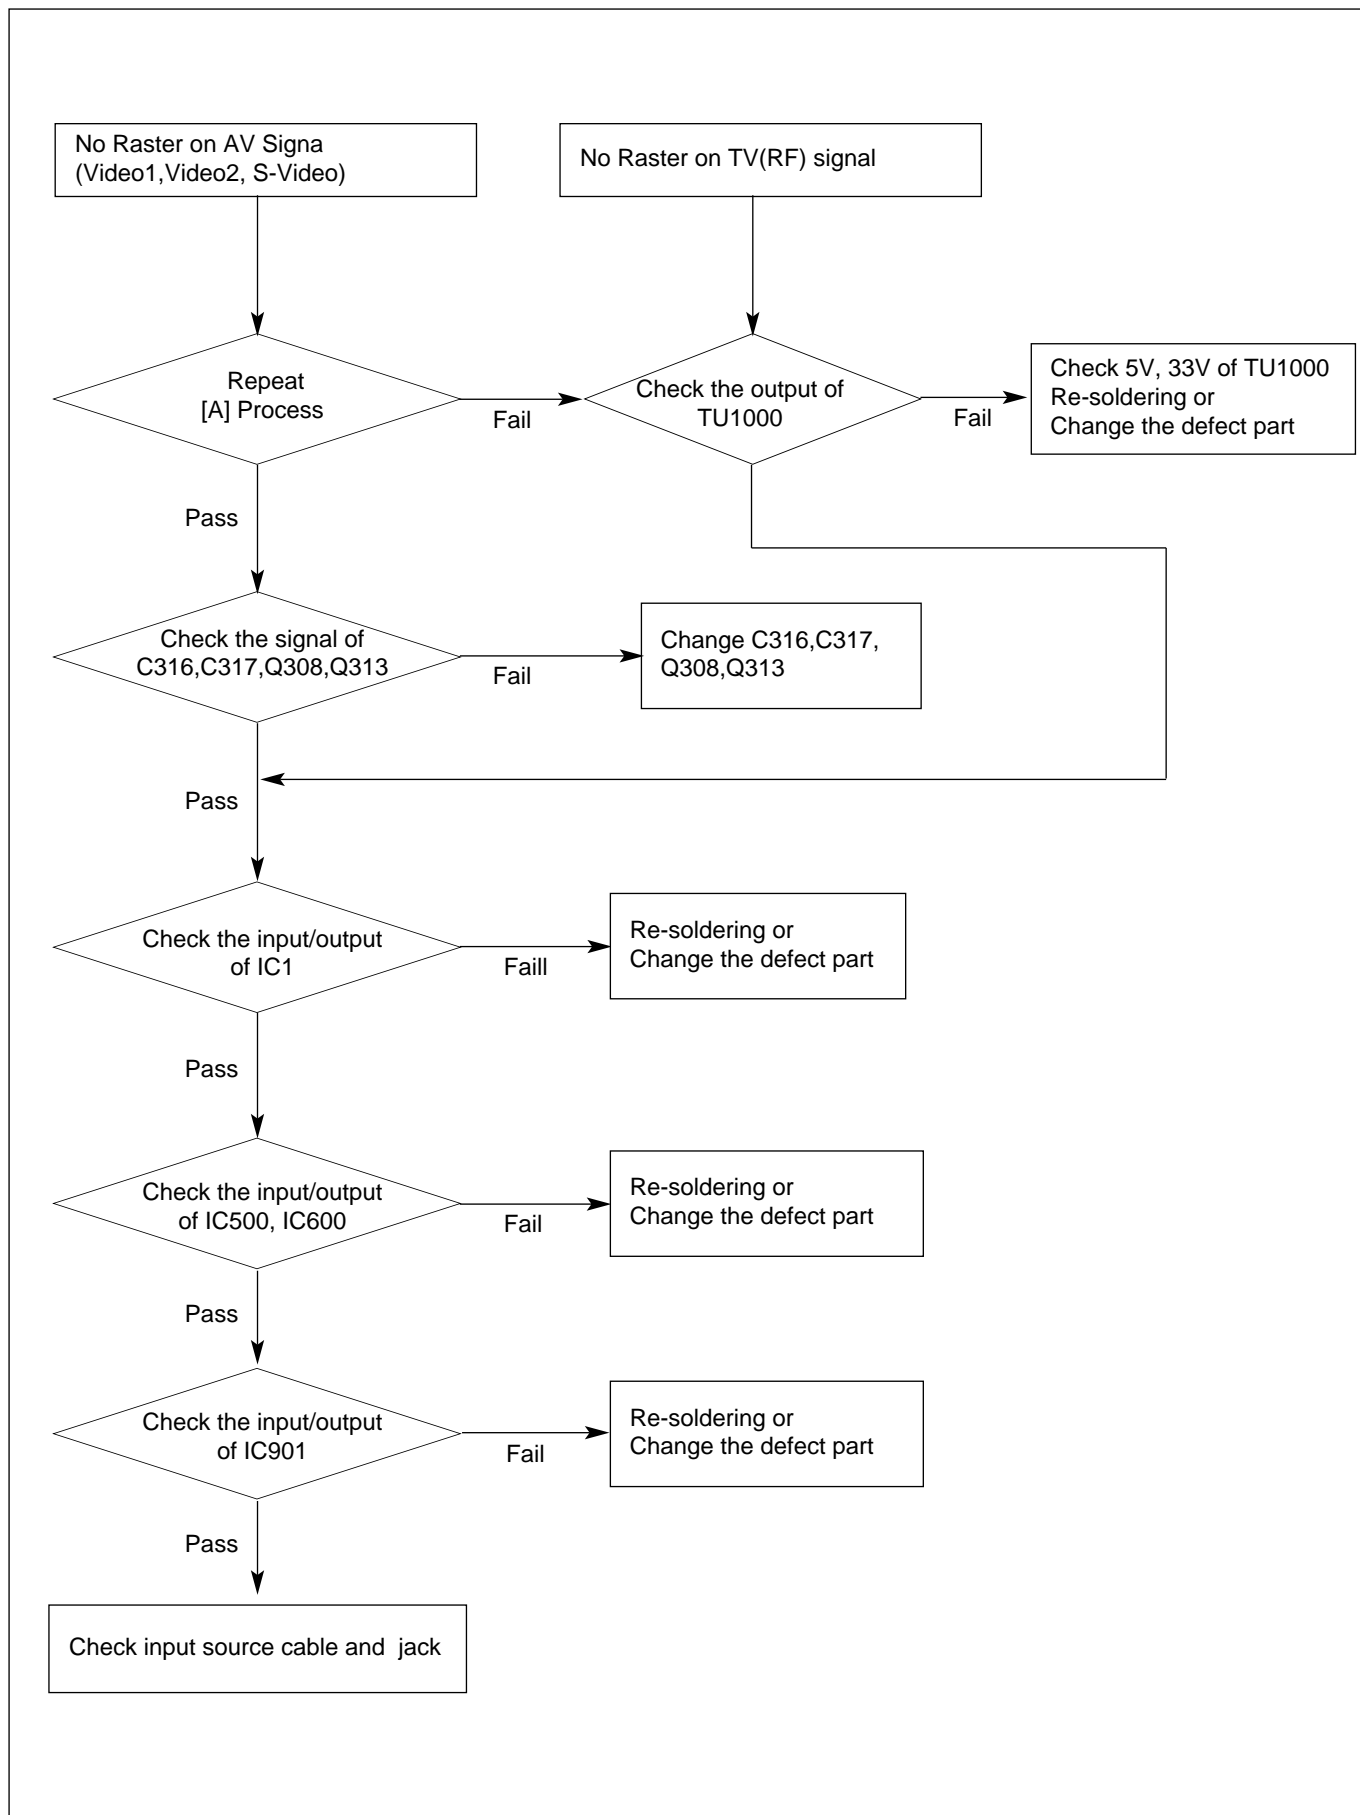 No Raster on AV Signa
(Video1,Video2, S-Video)
No Raster on TV(RF) signal
Repeat
[A] Process
Fail
Check the output of
TU1000
Fail
Check 5V, 33V of TU1000
Re-soldering or
Change the defect part
Pass
Check the signal of
C316,C317,Q308,Q313
Fail
Change C316,C317,
Q308,Q313
Pass
Check the input/output
of IC1
Faill
Re-soldering or
Change the defect part
Pass
Check the input/output
of IC500, IC600
Fail
Re-soldering or
Change the defect part
Pass
Check the input/output
of IC901
Fail
Re-soldering or
Change the defect part
Pass
Check input source cable and  jack